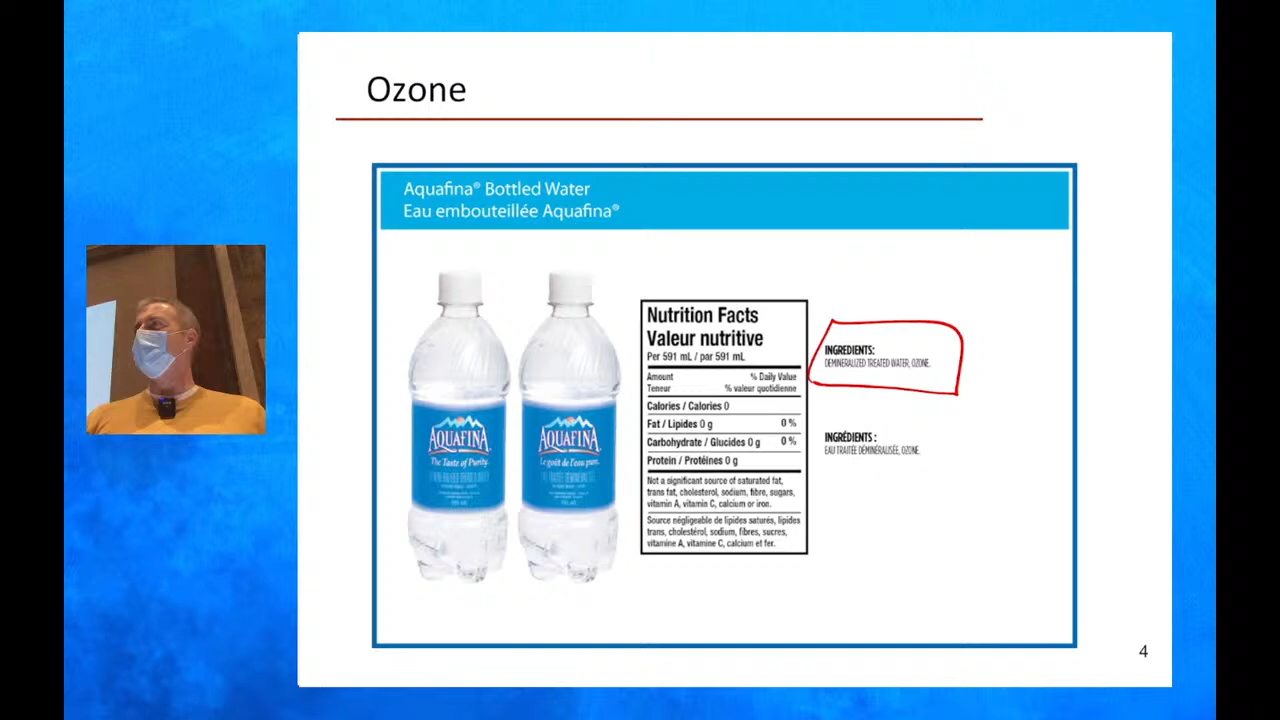 Ozone
Aquafina® Bottled Water
Eau embouteillée Aquafina®
AQUAFINA
The Taste of Purity.
AQUAFINA
Le goût de l'eau pure.
Nutrition Facts
Valeur nutritive
Per 591 mL / par 591 mL
Amount % Daily Value
Teneur % valeur quotidienne
Calories / Calories 0
Fat / Lipides 0 g 0 %
Carbohydrate / Glucides 0 g 0 %
Protein / Protéines 0 g
Not a significant source of saturated fat,
trans fat, cholesterol, sodium, fibre, sugars,
vitamin A, vitamin C, calcium or iron.
Source négligeable de lipides saturés, lipides
trans, cholestérol, sodium, fibres, sucres,
vitamine A, vitamine C, calcium et fer.
INGREDIENTS:
DEMINERALIZED TREATED WATER, OZONE.
INGRÉDIENTS :
EAU TRAITÉE DÉMINÉRALISÉE, OZONE.
4